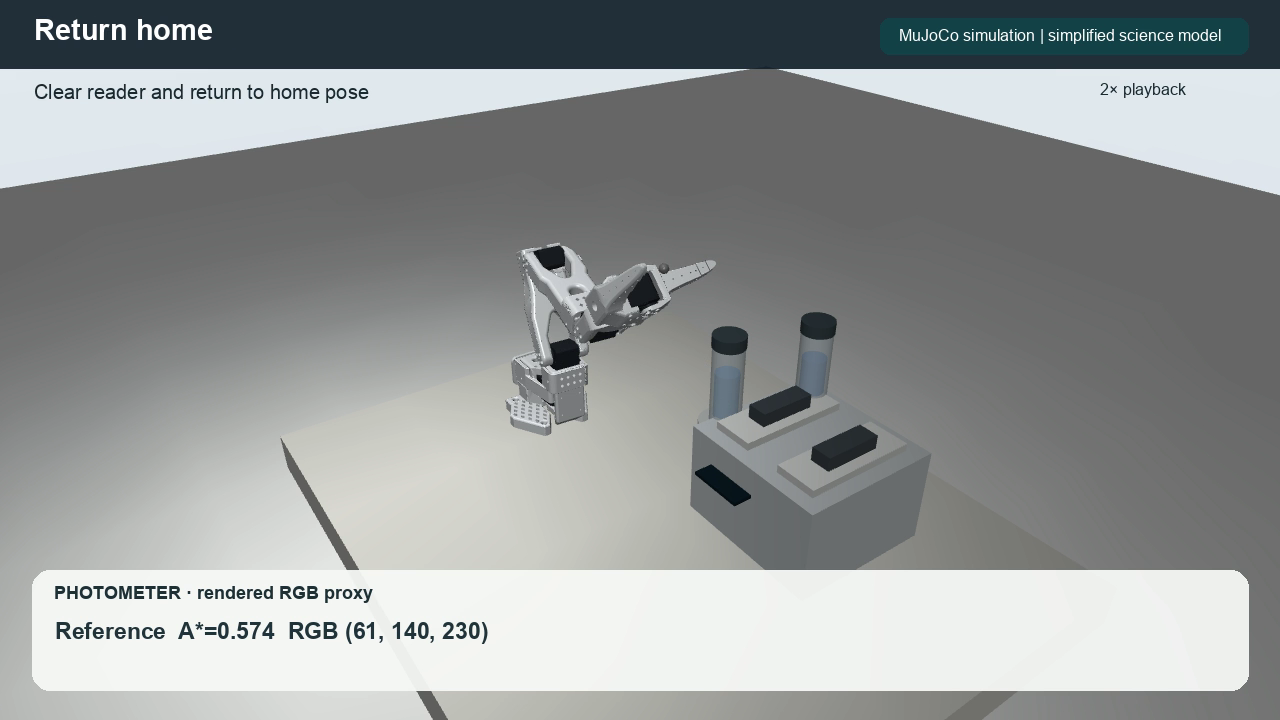 Return home
MuJoCo simulation | simplified science model
Clear reader and return to home pose
2× playback
PHOTOMETER · rendered RGB proxy
Reference A*=0.574 RGB (61, 140, 230)